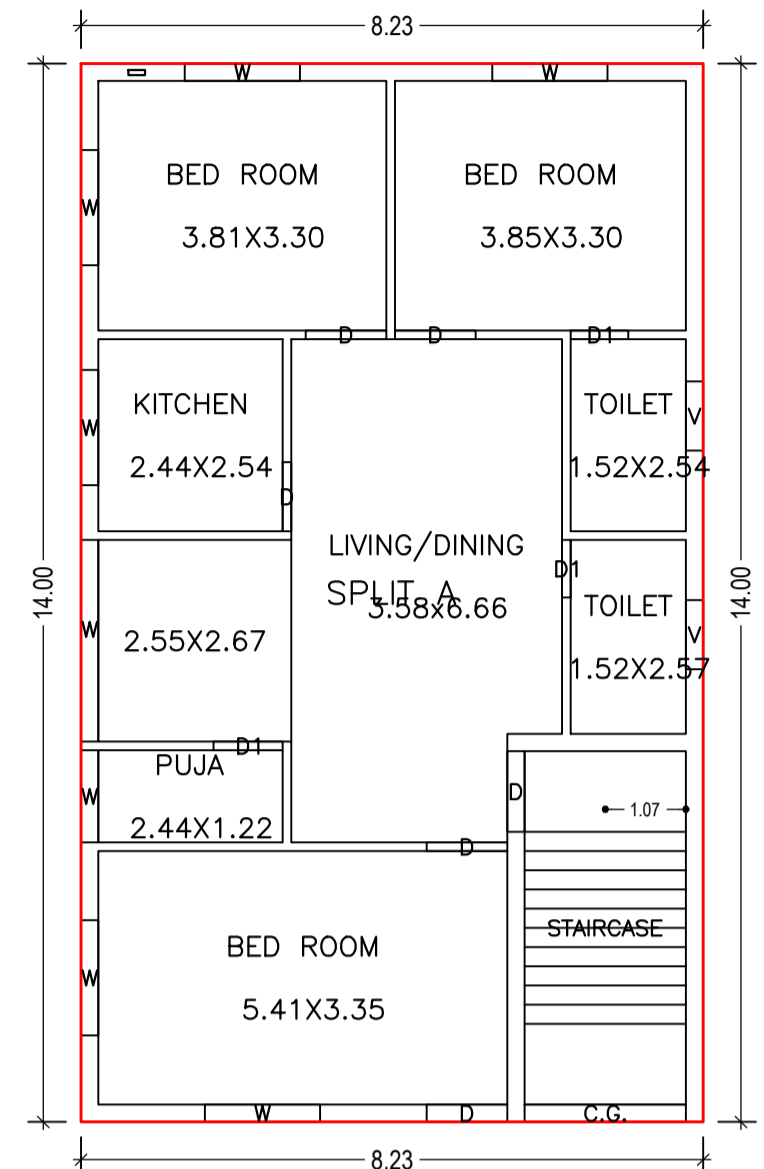 8.23
W W
BED ROOM
3.81X3.30
BED ROOM
3.85X3.30
W
D D D1
KITCHEN
2.44X2.54
W
D
TOILET
1.52X2.54
V
LIVING/DINING
SPLIT A
3.58x6.66
14.00
14.00
D1
TOILET
1.52X2.57
V
W
2.55X2.67
D1
PUJA
2.44X1.22
W
D
1.07
D
STAIRCASE
BED ROOM
5.41X3.35
W
W D C.G.
8.23